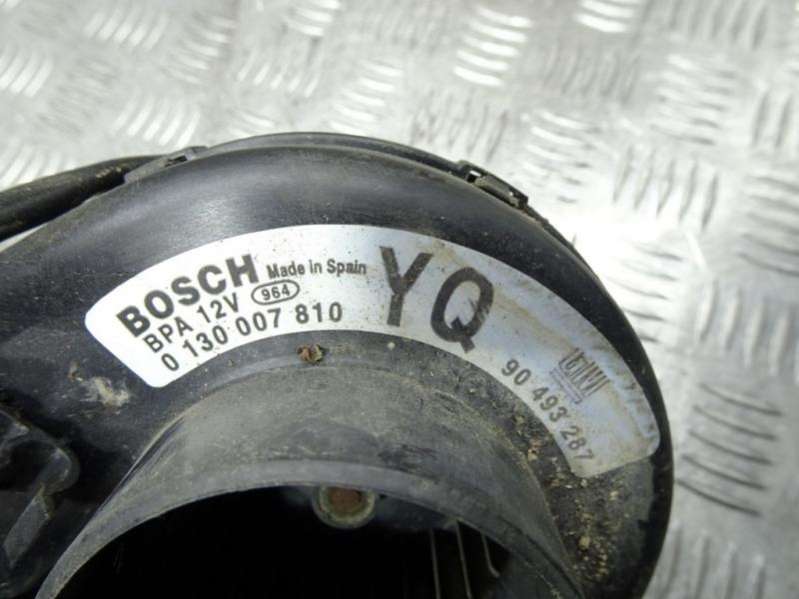 BOSCH Made in Spain
BPA 12V 964
0 130 007 810
YQ
90 493 287